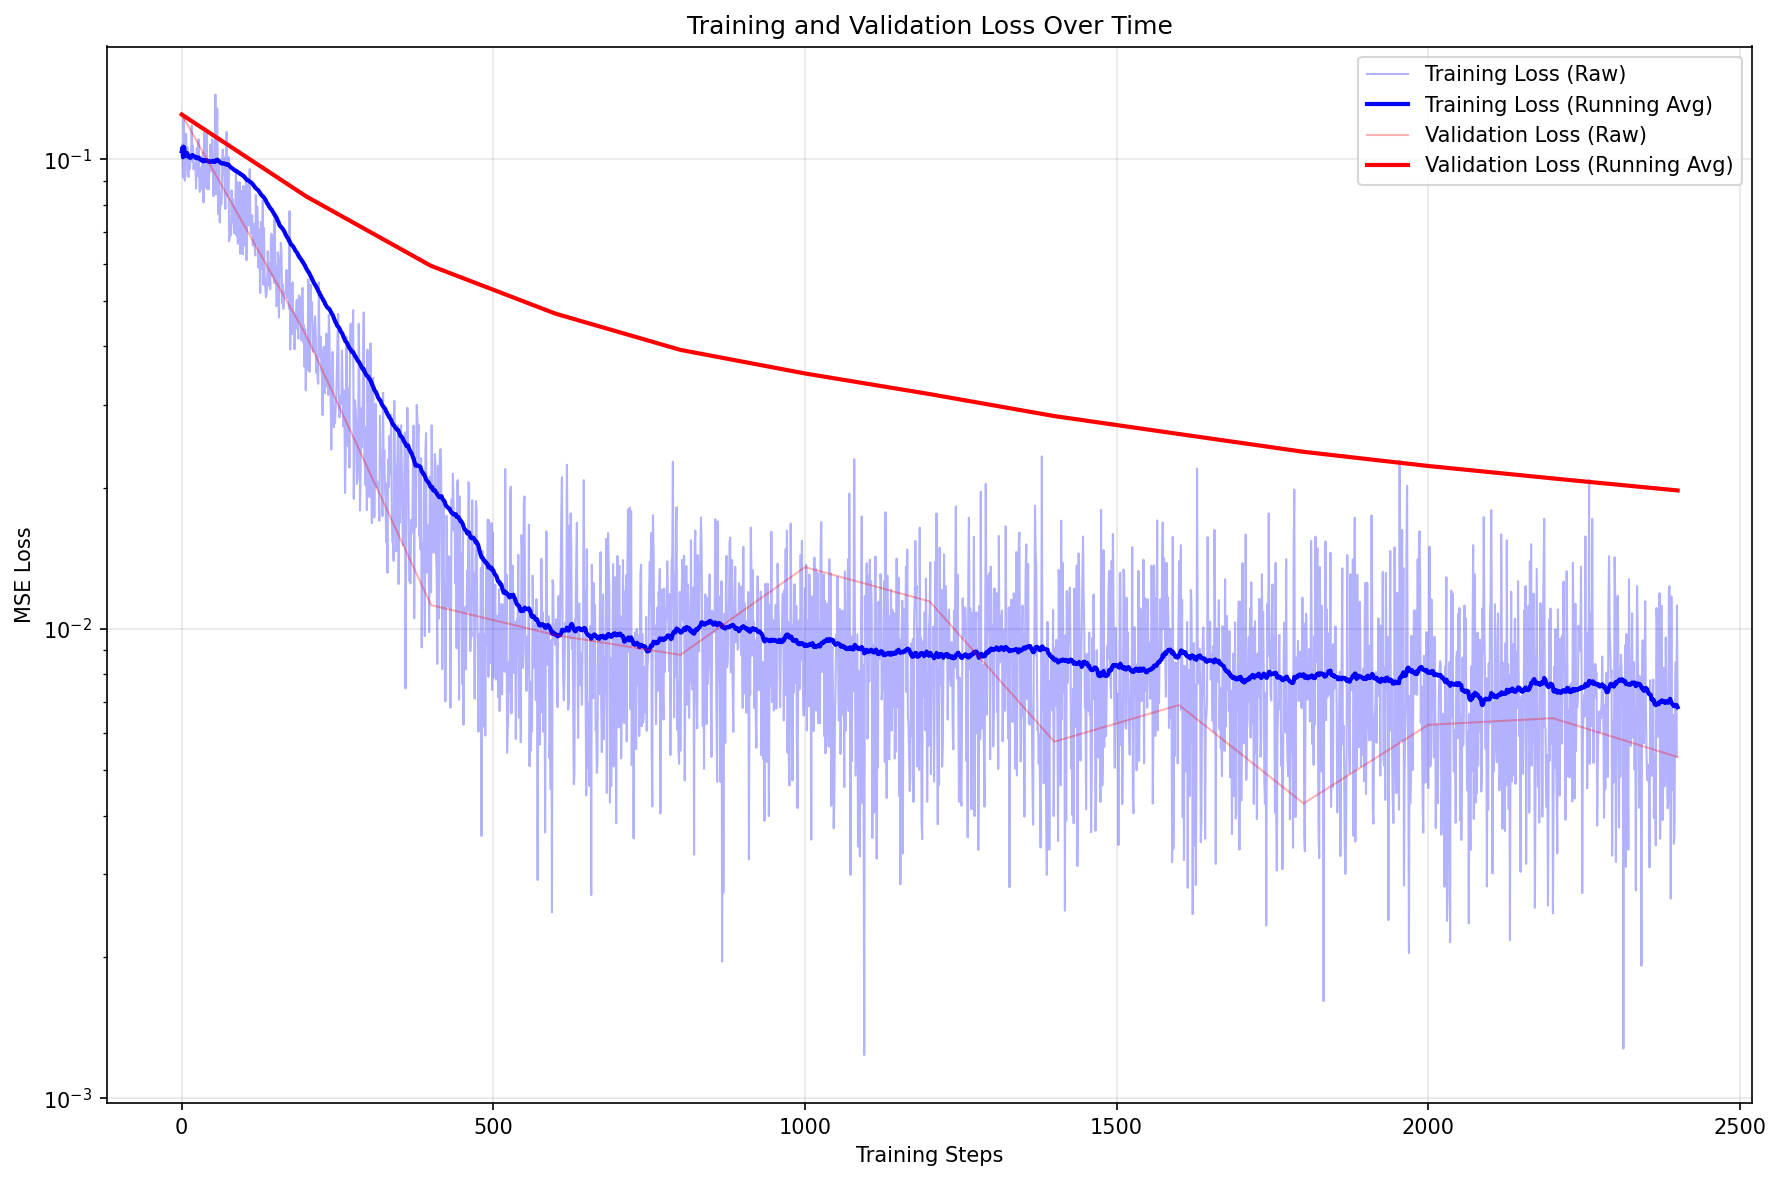 Training and Validation Loss Over Time
Training Loss (Raw)
Training Loss (Running Avg)
Validation Loss (Raw)
Validation Loss (Running Avg)
MSE Loss
10⁻¹
10⁻²
10⁻³
0 500 1000 1500 2000 2500
Training Steps